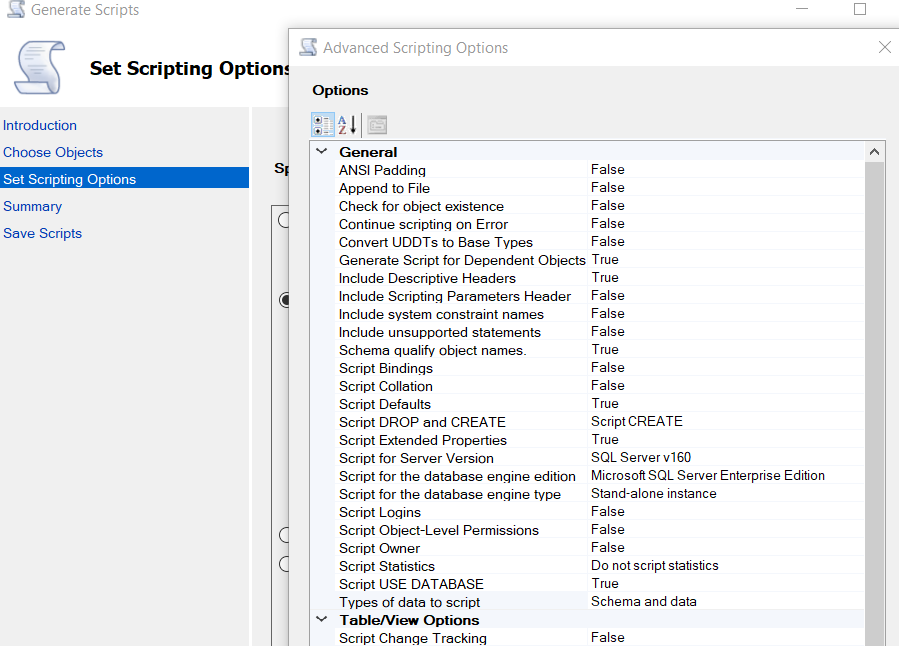 Generate Scripts
Set Scripting Options
Introduction
Choose Objects
Set Scripting Options
Summary
Save Scripts
Advanced Scripting Options
Options
General
ANSI Padding False
Append to File False
Check for object existence False
Continue scripting on Error False
Convert UDDTs to Base Types False
Generate Script for Dependent Objects True
Include Descriptive Headers True
Include Scripting Parameters Header False
Include system constraint names False
Include unsupported statements False
Schema qualify object names. True
Script Bindings False
Script Collation False
Script Defaults True
Script DROP and CREATE Script CREATE
Script Extended Properties True
Script for Server Version SQL Server v160
Script for the database engine edition Microsoft SQL Server Enterprise Edition
Script for the database engine type Stand-alone instance
Script Logins False
Script Object-Level Permissions False
Script Owner False
Script Statistics Do not script statistics
Script USE DATABASE True
Types of data to script Schema and data
Table/View Options
Script Change Tracking False